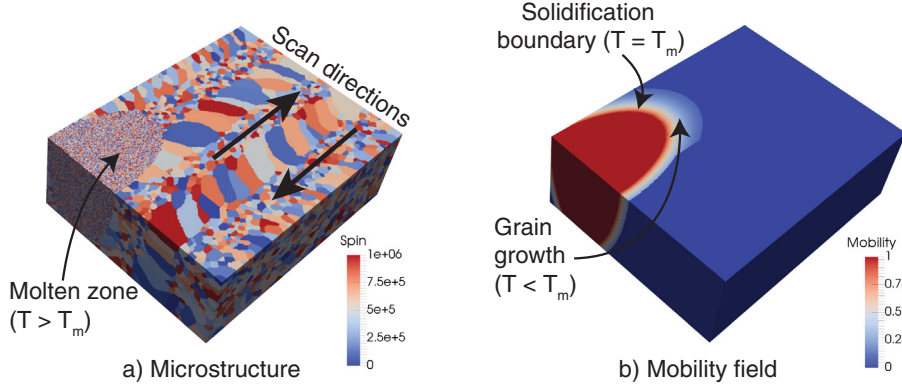 Scan directions
Molten zone
(T > Tm)
Spin
1e+06
7.5e+5
5e+5
2.5e+5
0
a) Microstructure
Solidification
boundary (T = Tm)
Grain
growth
(T < Tm)
Mobility
1
0.7
0.5
0.2
0
b) Mobility field